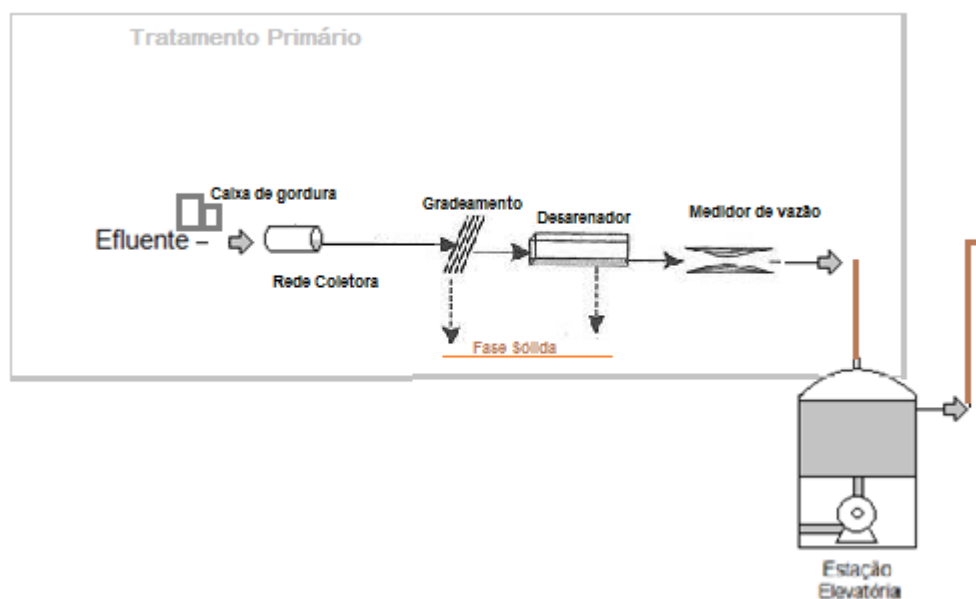 Tratamento Primário
Caixa de gordura
Gradeamento
Desarenador
Medidor de vazão
Efluente
Rede Coletora
Fase Sólida
Estação
Elevatória